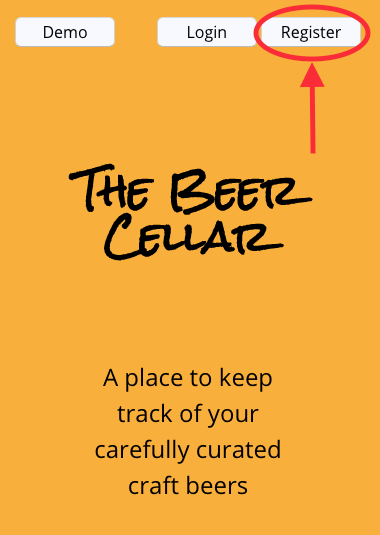 Demo Login Register
The Beer
Cellar
A place to keep
track of your
carefully curated
craft beers